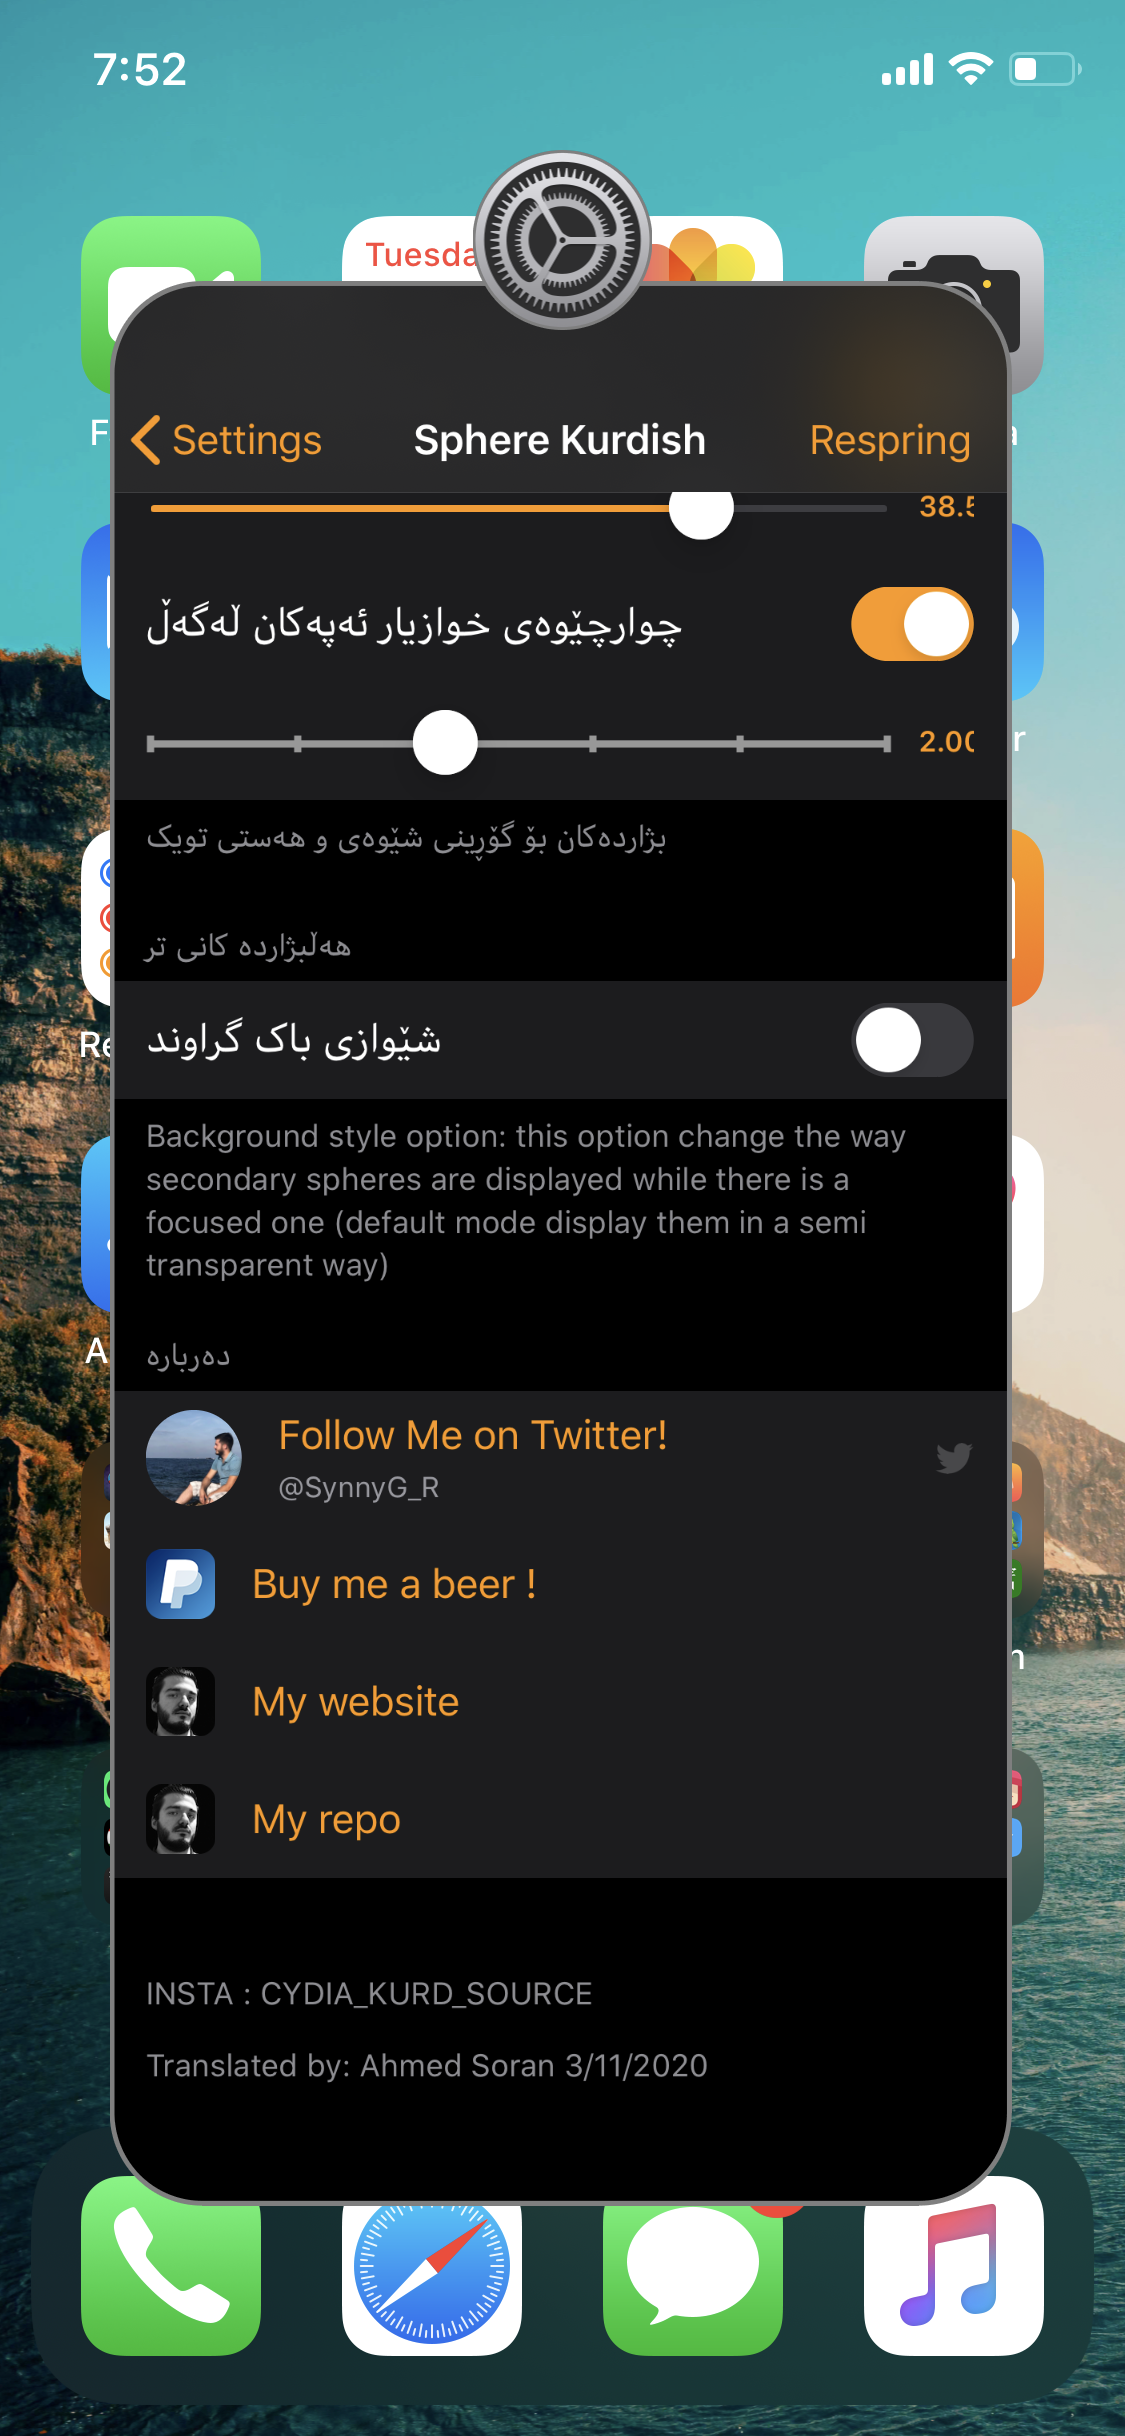 7:52
Tuesda
Settings
Sphere Kurdish
Respring
38.5
چوارچێوەی خوازیار ئەپەکان لەگەڵ
2.00
بژاردەکان بۆ گۆڕینی شێوەی و هەستی تویک
هەڵبژاردە کانی تر
شێوازی باک گراوند
Background style option: this option change the way
secondary spheres are displayed while there is a
focused one (default mode display them in a semi
transparent way)
دەربارە
Follow Me on Twitter!
@SynnyG_R
Buy me a beer !
My website
My repo
INSTA : CYDIA_KURD_SOURCE
Translated by: Ahmed Soran 3/11/2020